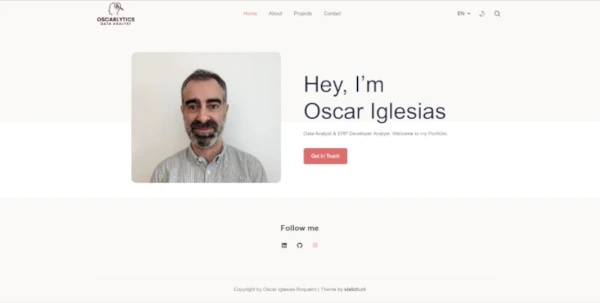 OSCARLYTICS
DATA ANALYST
Home About Projects Contact
EN
Hey, I'm
Oscar Iglesias
Data Analyst & ERP Developer Analyst. Welcome to my Portfolio.
Get In Touch
Follow me
Copyright by Oscar Iglesias Roqueiro | Theme by statichunt